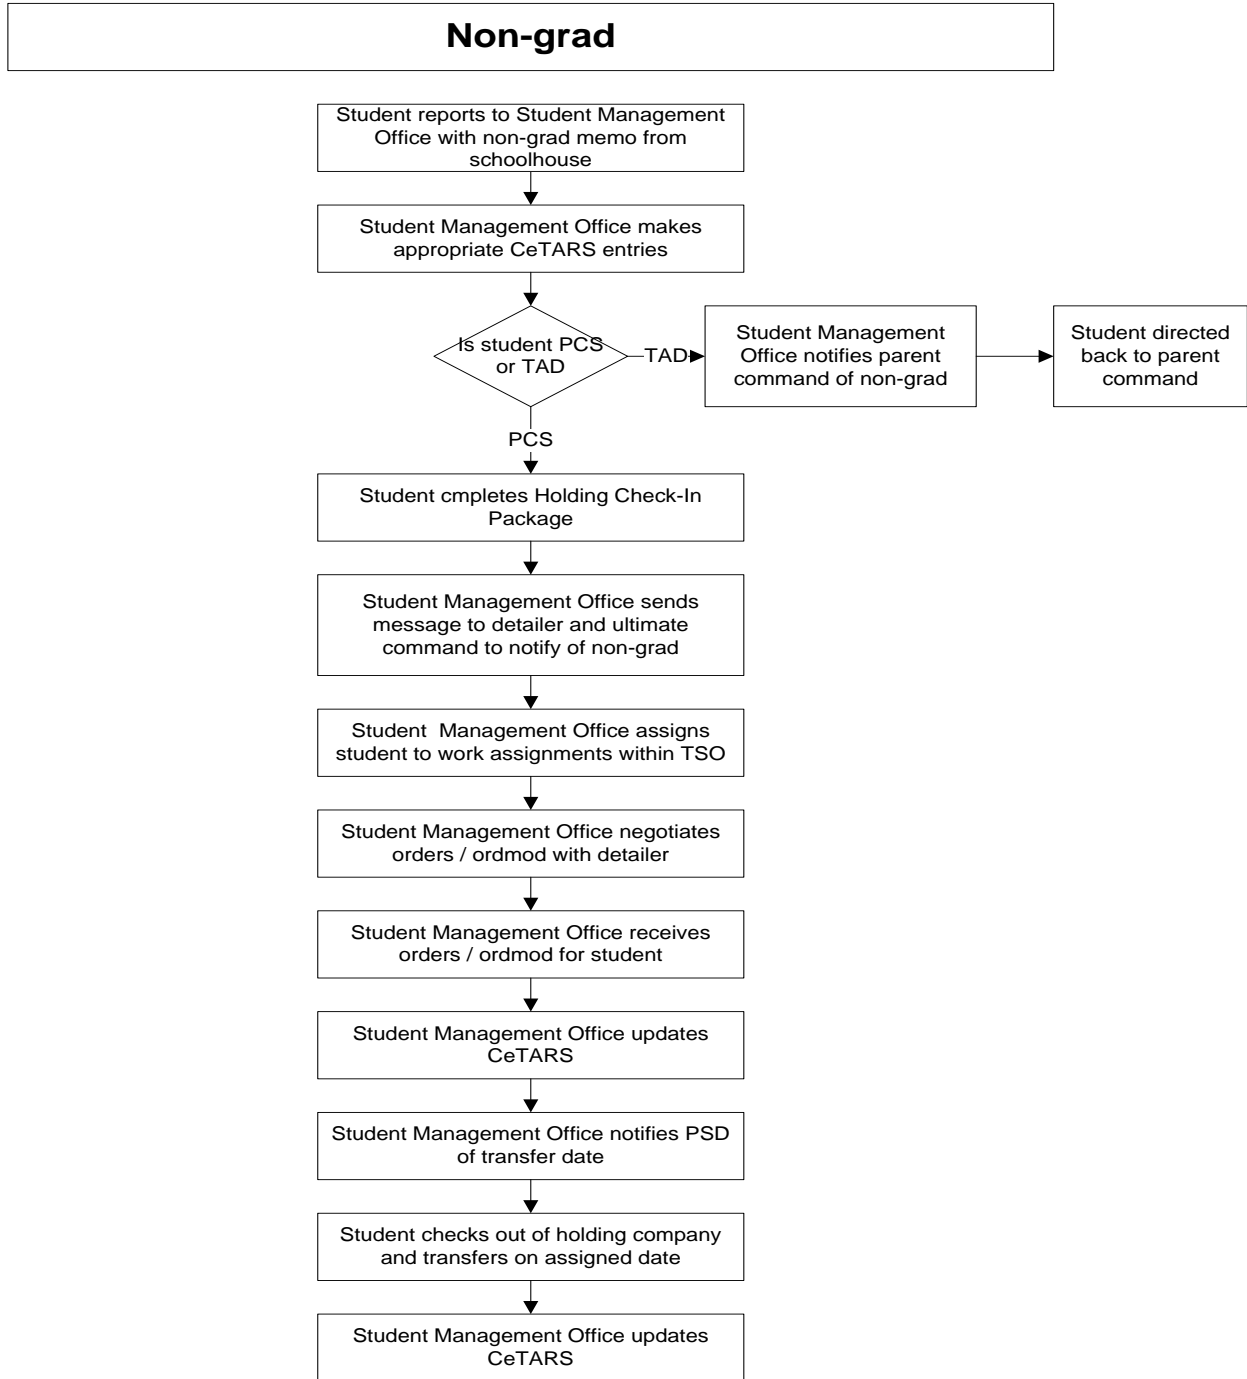 Non-grad
Student reports to Student Management
Office with non-grad memo from
schoolhouse
Student Management Office makes
appropriate CeTARS entries
Is student PCS
or TAD
TAD
Student Management
Office notifies parent
command of non-grad
Student directed
back to parent
command
PCS
Student cmpletes Holding Check-In
Package
Student Management Office sends
message to detailer and ultimate
command to notify of non-grad
Student  Management Office assigns
student to work assignments within TSO
Student Management Office negotiates
orders / ordmod with detailer
Student Management Office receives
orders / ordmod for student
Student Management Office updates
CeTARS
Student Management Office notifies PSD
of transfer date
Student checks out of holding company
and transfers on assigned date
Student Management Office updates
CeTARS